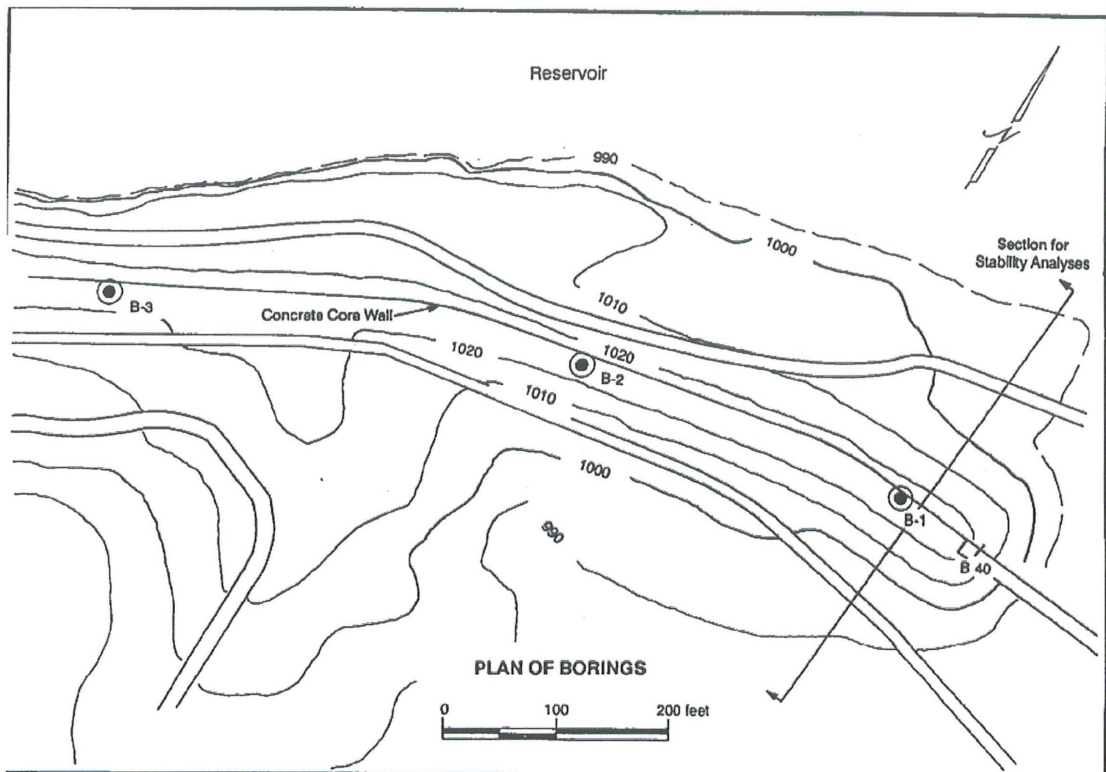 Reservoir
990
1000
Section for
Stability Analyses
B-3
Concrete Core Wall
1010
1020
1020
B-2
1010
1000
990
B-1
B 40
PLAN OF BORINGS
0 100 200 feet